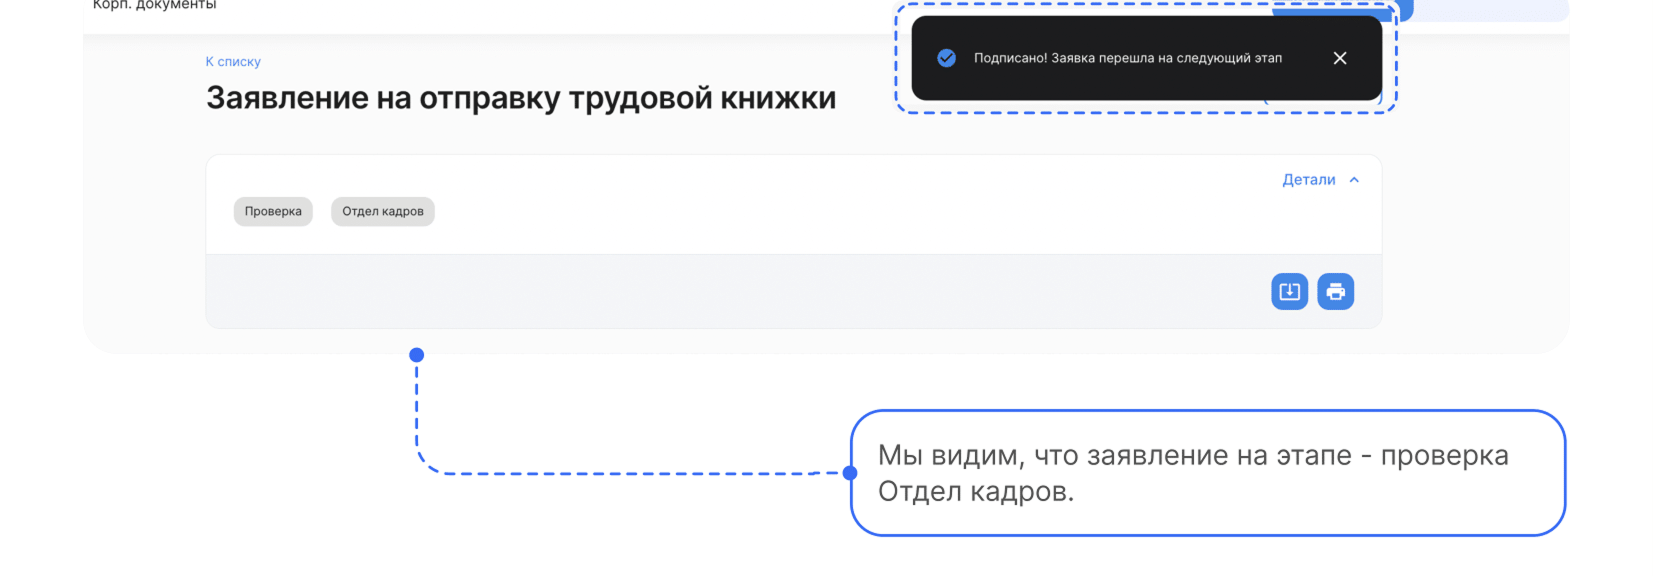 Корп. документы
Подписано! Заявка перешла на следующий этап
К списку
Заявление на отправку трудовой книжки
Детали
Проверка
Отдел кадров
Мы видим, что заявление на этапе - проверка
Отдел кадров.